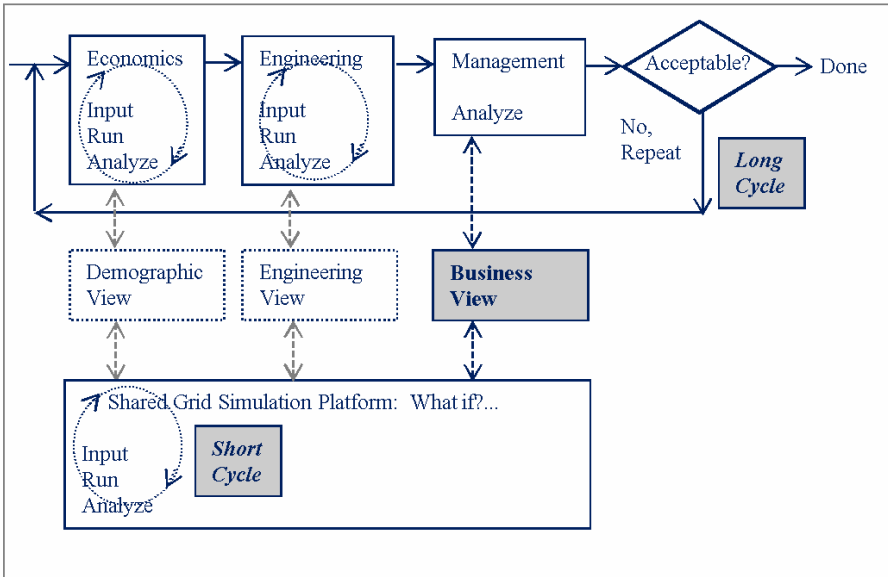 Economics
Input
Run
Analyze
Engineering
Input
Run
Analyze
Management
Analyze
Acceptable?
Done
No,
Repeat
Long
Cycle
Demographic
View
Engineering
View
Business
View
Shared Grid Simulation Platform:  What if?...
Input
Run
Analyze
Short
Cycle